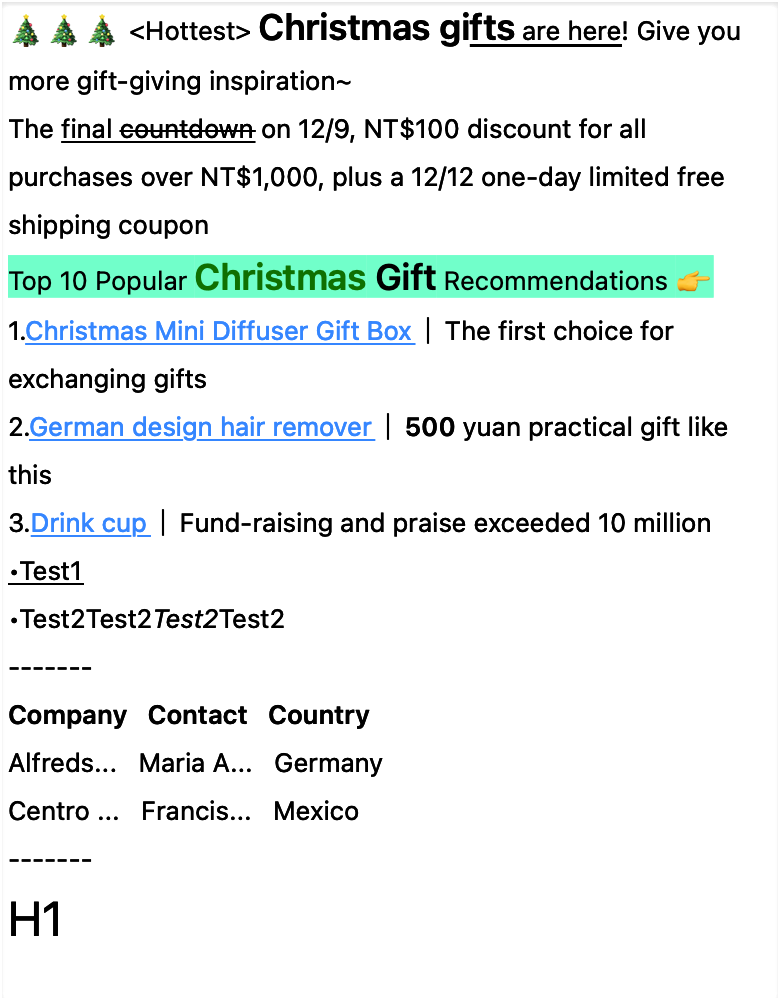 🎄🎄🎄 <Hottest> Christmas gifts are here! Give you
more gift-giving inspiration~
The final countdown on 12/9, NT$100 discount for all
purchases over NT$1,000, plus a 12/12 one-day limited free
shipping coupon
Top 10 Popular Christmas Gift Recommendations 👉
1.Christmas Mini Diffuser Gift Box | The first choice for
exchanging gifts
2.German design hair remover | 500 yuan practical gift like
this
3.Drink cup | Fund-raising and praise exceeded 10 million
•Test1
•Test2Test2Test2Test2
-------
Company Contact Country
Alfreds... Maria A... Germany
Centro ... Francis... Mexico
-------
H1